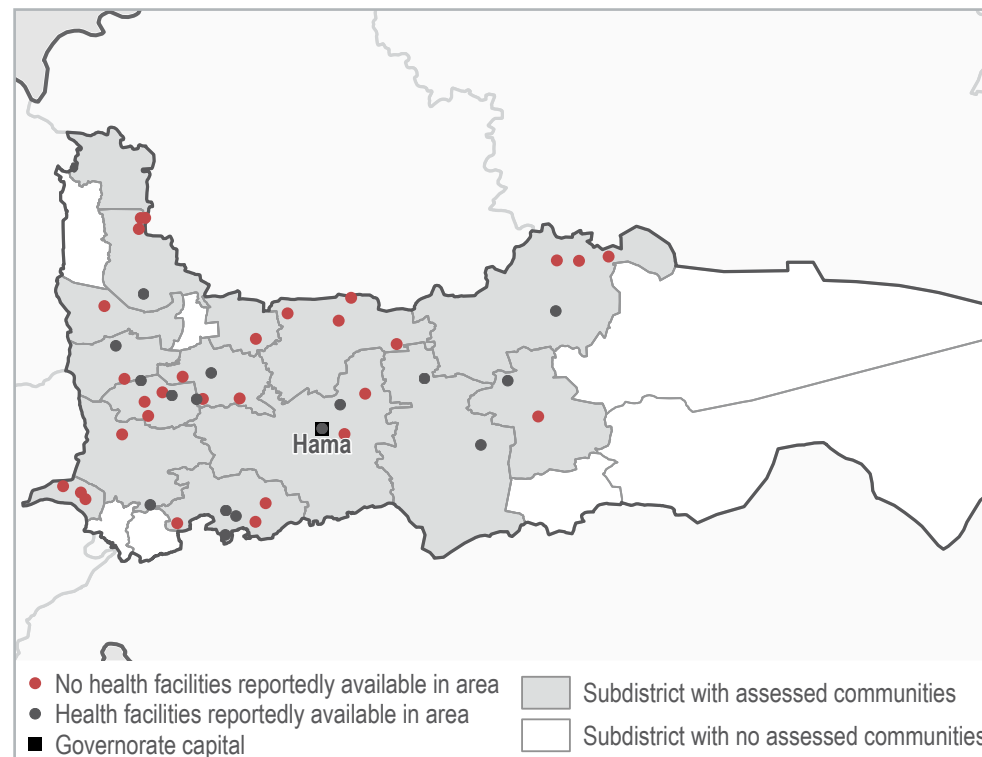 Hama
No health facilities reportedly available in area
Health facilities reportedly available in area
Governorate capital
Subdistrict with assessed communities
Subdistrict with no assessed communities